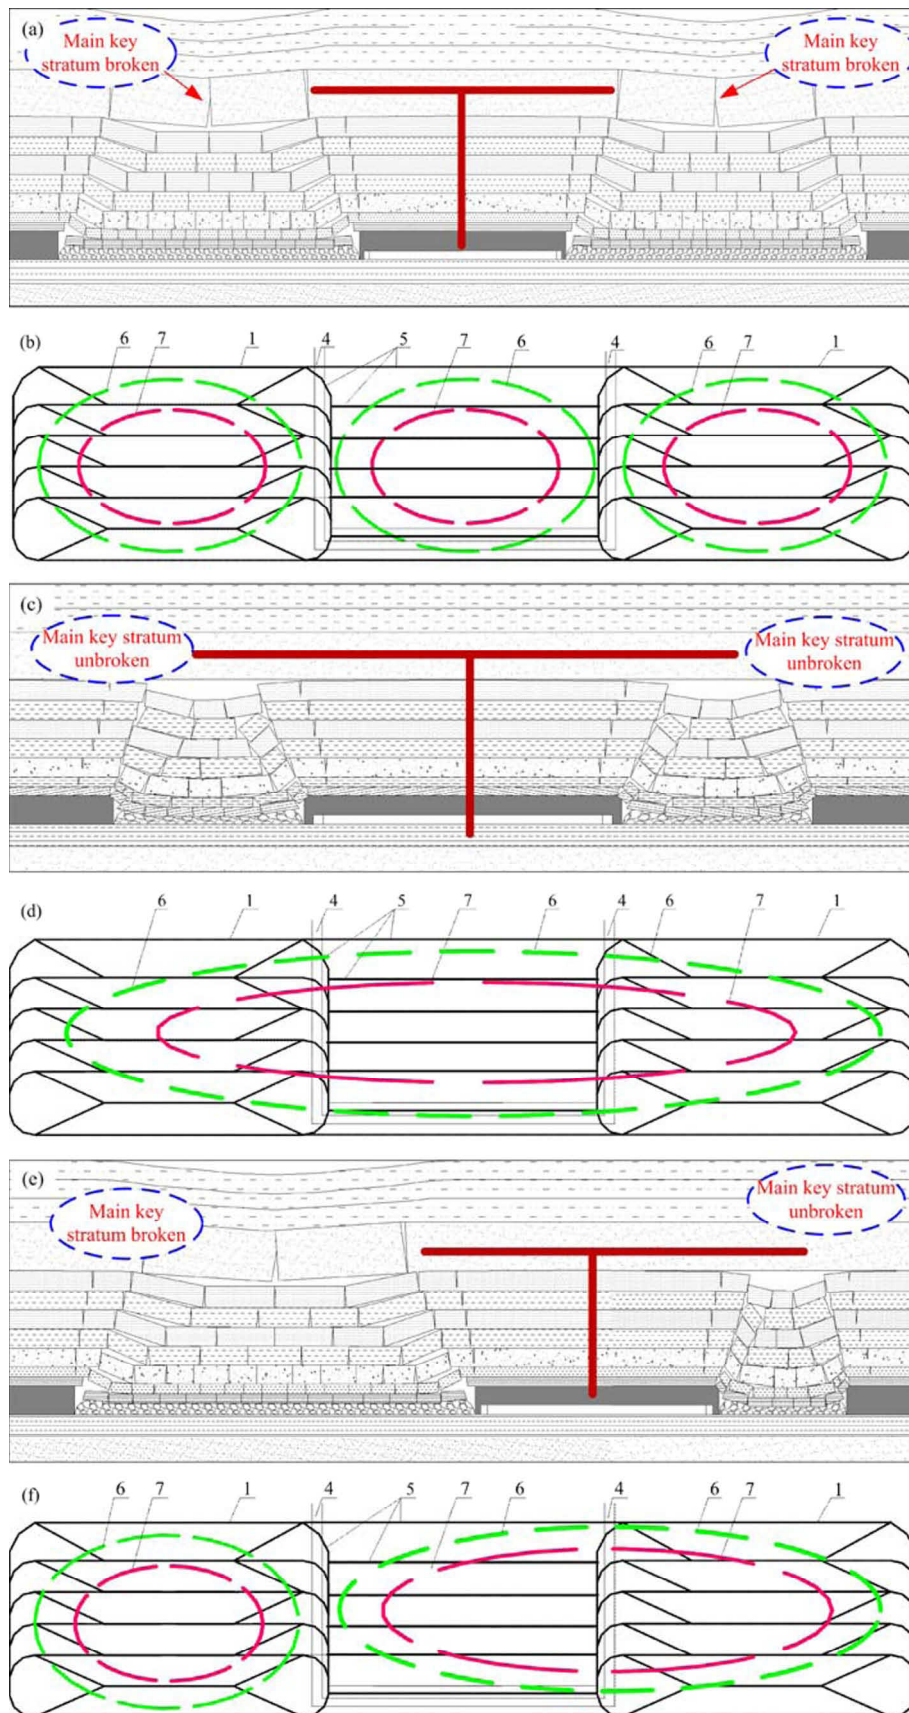 (a)
Main key
stratum broken
Main key
stratum broken
(b)
6 7 1 4 5 7 6 4 6 7 1
(c)
Main key stratum
unbroken
Main key stratum
unbroken
(d)
6 1 4 5 7 6 4 6 7 1
(e)
Main key
stratum broken
Main key stratum
unbroken
(f)
6 7 1 4 5 7 6 4 6 7 1